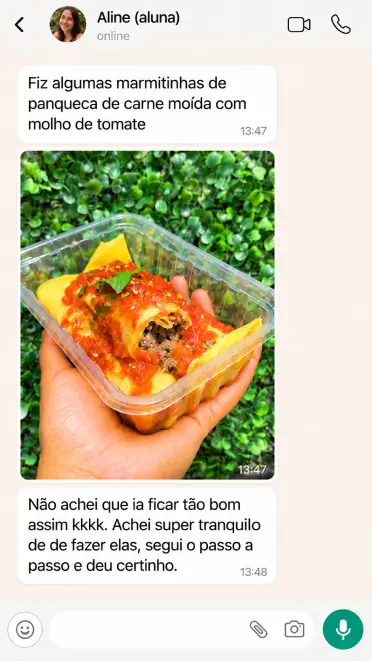 Aline (aluna)
online
Fiz algumas marmitinhas de
panqueca de carne moída com
molho de tomate
13:47
13:47
Não achei que ia ficar tão bom
assim kkkk. Achei super tranquilo
de de fazer elas, segui o passo a
passo e deu certinho.
13:48